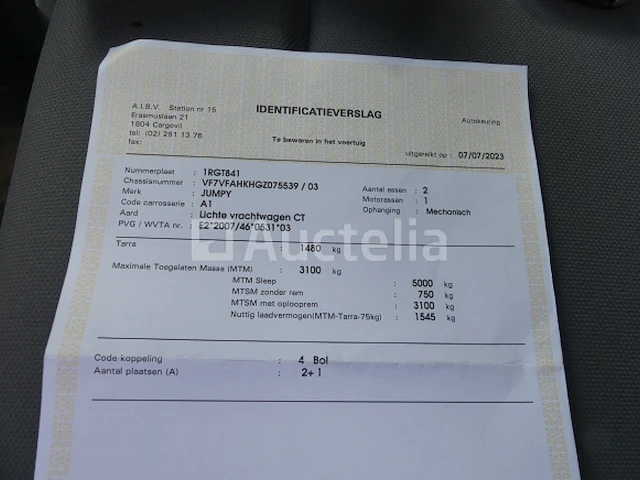 A.I.B.V. Station nr 15
Erasmuslaan 21
1804 Cargovil
tel: (02) 251 13 76
fax:
IDENTIFICATIEVERSLAG
Te bewaren in het voertuig
Autokeuring
uitgereikt op : 07/07/2023
Nummerplaat : 1RGT841
Chassisnummer : VF7VFAHKHGZ075539 / 03
Merk : JUMPY
Code carrosserie : A1
Aard : Lichte vrachtwagen CT
PVG / WVTA nr. : E2*2007/46*0531*03
Aantal assen : 2
Motorassen : 1
Ophanging : Mechanisch
Auctelia
Tarra : 1480 kg
Maximale Toegelaten Massa (MTM) : 3100 kg
MTM Sleep : 5000 kg
MTSM zonder rem : 750 kg
MTSM met oplooprem : 3100 kg
Nuttig laadvermogen(MTM-Tarra-75kg) : 1545 kg
Code koppeling : 4 Bol
Aantal plaatsen (A) : 2+ 1